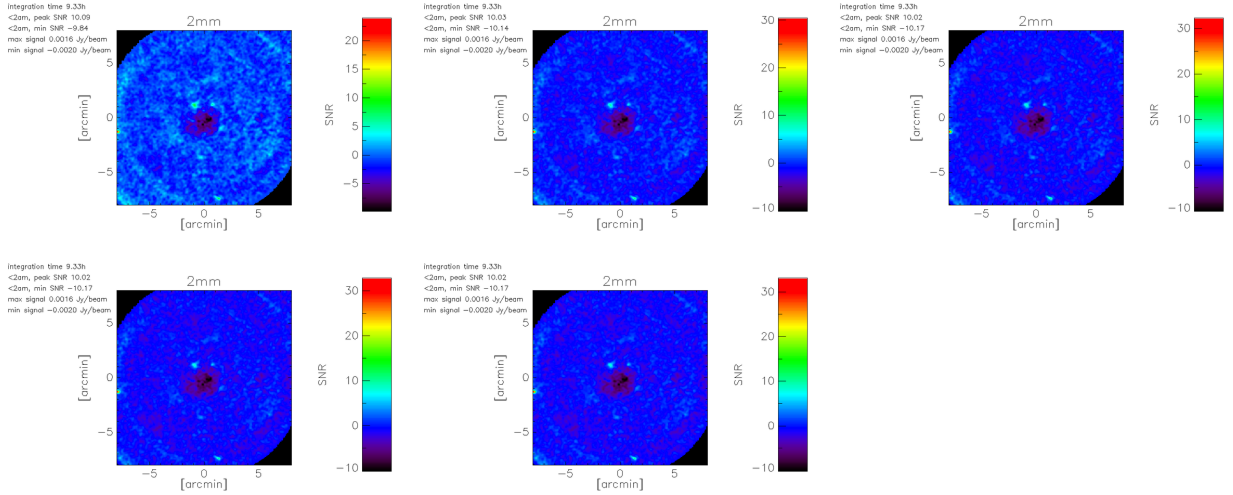 integration time 9.33h
<2am, peak SNR 10.09
<2am, min SNR -9.84
max signal 0.0016 Jy/beam
min signal -0.0020 Jy/beam
2mm
[arcmin]
5
0
-5
-5 0 5
[arcmin]
SNR
20
15
10
5
0
-5
integration time 9.33h
<2am, peak SNR 10.03
<2am, min SNR -10.14
max signal 0.0016 Jy/beam
min signal -0.0020 Jy/beam
2mm
[arcmin]
5
0
-5
-5 0 5
[arcmin]
SNR
30
20
10
0
-10
integration time 9.33h
<2am, peak SNR 10.02
<2am, min SNR -10.17
max signal 0.0016 Jy/beam
min signal -0.0020 Jy/beam
2mm
[arcmin]
5
0
-5
-5 0 5
[arcmin]
SNR
30
20
10
0
-10
integration time 9.33h
<2am, peak SNR 10.02
<2am, min SNR -10.17
max signal 0.0016 Jy/beam
min signal -0.0020 Jy/beam
2mm
[arcmin]
5
0
-5
-5 0 5
[arcmin]
SNR
30
20
10
0
-10
integration time 9.33h
<2am, peak SNR 10.02
<2am, min SNR -10.17
max signal 0.0016 Jy/beam
min signal -0.0020 Jy/beam
2mm
[arcmin]
5
0
-5
-5 0 5
[arcmin]
SNR
30
20
10
0
-10